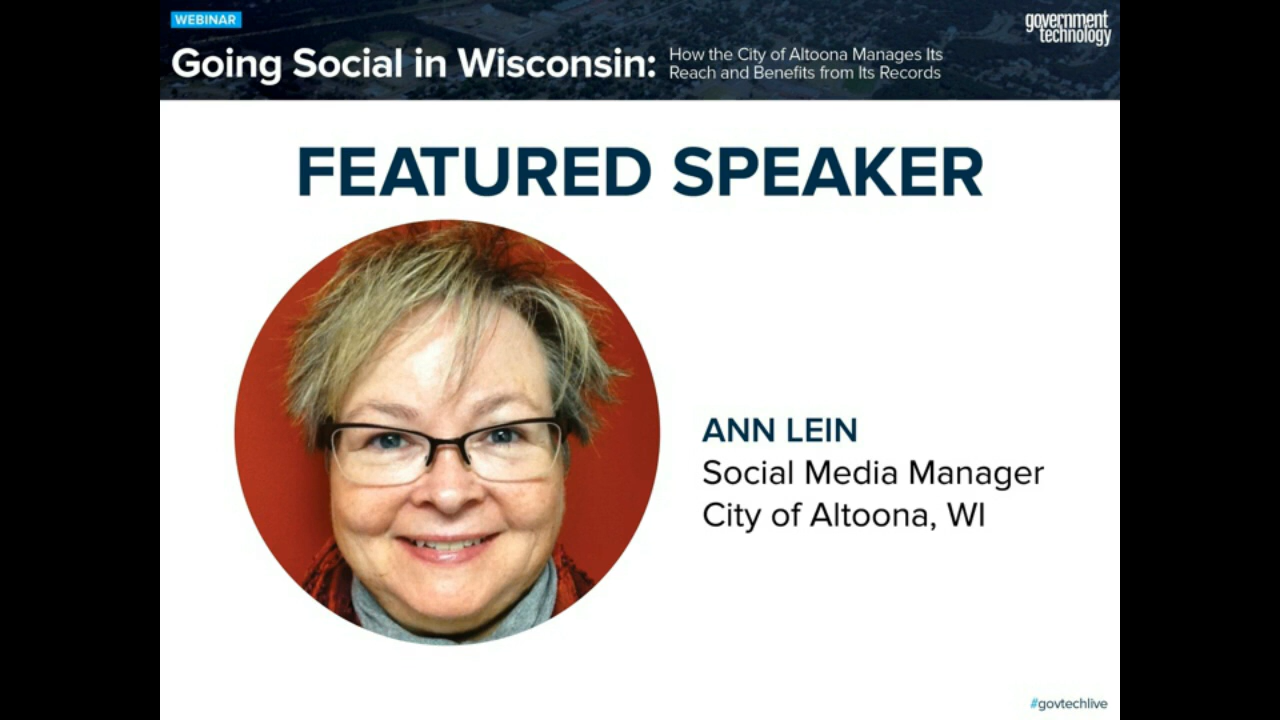 WEBINAR
Going Social in Wisconsin:
How the City of Altoona Manages Its
Reach and Benefits from Its Records
government
technology
FEATURED SPEAKER
ANN LEIN
Social Media Manager
City of Altoona, WI
#govtechlive